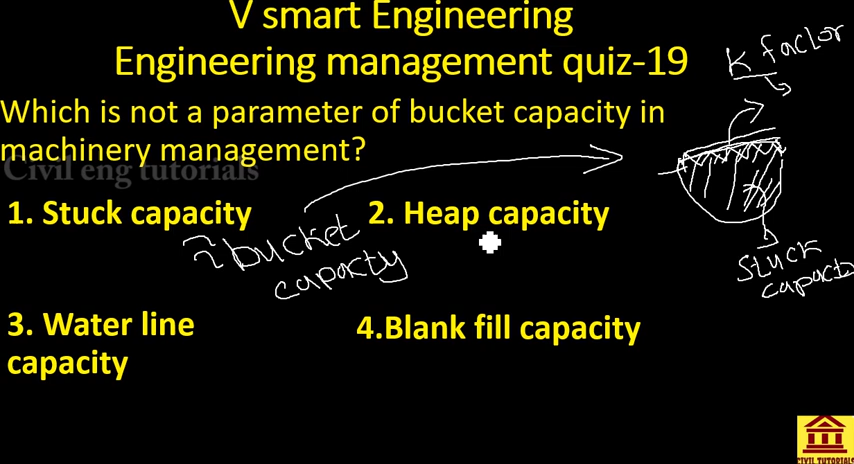 V smart Engineering
Engineering management quiz-19
K factor
Which is not a parameter of bucket capacity in
machinery management?
Civil eng tutorials
1. Stuck capacity
2. Heap capacity
bucket
capacty
Stuck
capacit
3. Water line
capacity
4.Blank fill capacity
CIVIL TUTORIALS